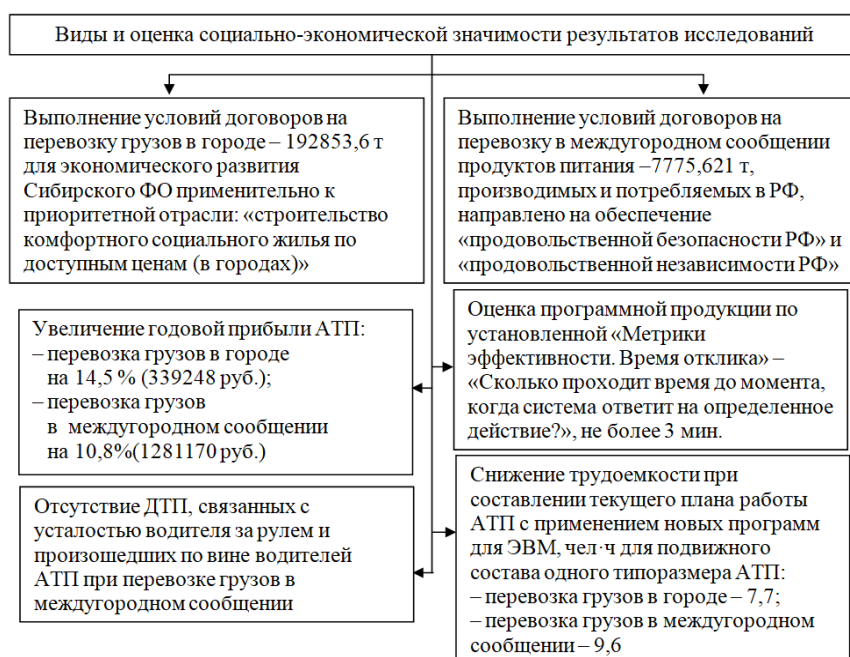 Виды и оценка социально-экономической значимости результатов исследований
Выполнение условий договоров на
перевозку грузов в городе – 192853,6 т
для экономического развития
Сибирского ФО применительно к
приоритетной отрасли: «строительство
комфортного социального жилья по
доступным ценам (в городах)»
Выполнение условий договоров на
перевозку в междугородном сообщении
продуктов питания –7775,621 т,
производимых и потребляемых в РФ,
направлено на обеспечение
«продовольственной безопасности РФ» и
«продовольственной независимости РФ»
Увеличение годовой прибыли АТП:
– перевозка грузов в городе
на 14,5 % (339248 руб.);
– перевозка грузов
в междугородном сообщении
на 10,8%(1281170 руб.)
Оценка программной продукции по
установленной «Метрики
эффективности. Время отклика» –
«Сколько проходит время до момента,
когда система ответит на определенное
действие?», не более 3 мин.
Отсутствие ДТП, связанных с
усталостью водителя за рулем и
произошедших по вине водителей
АТП при перевозке грузов в
междугородном сообщении
Снижение трудоемкости при
составлении текущего плана работы
АТП с применением новых программ
для ЭВМ, чел·ч для подвижного
состава одного типоразмера АТП:
– перевозка грузов в городе – 7,7;
– перевозка грузов в междугородном
сообщении – 9,6